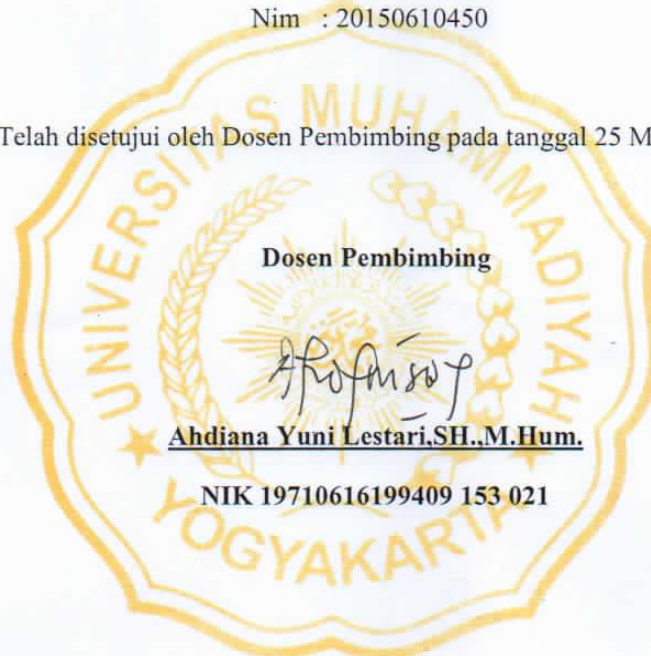 Nim : 20150610450
Telah disetujui oleh Dosen Pembimbing pada tanggal 25 M
UNIVERSITAS MUHAMMADIYAH
Dosen Pembimbing
Ahdiana Yuni Lestari,SH.,M.Hum.
NIK 19710616199409 153 021
YOGYAKARTA